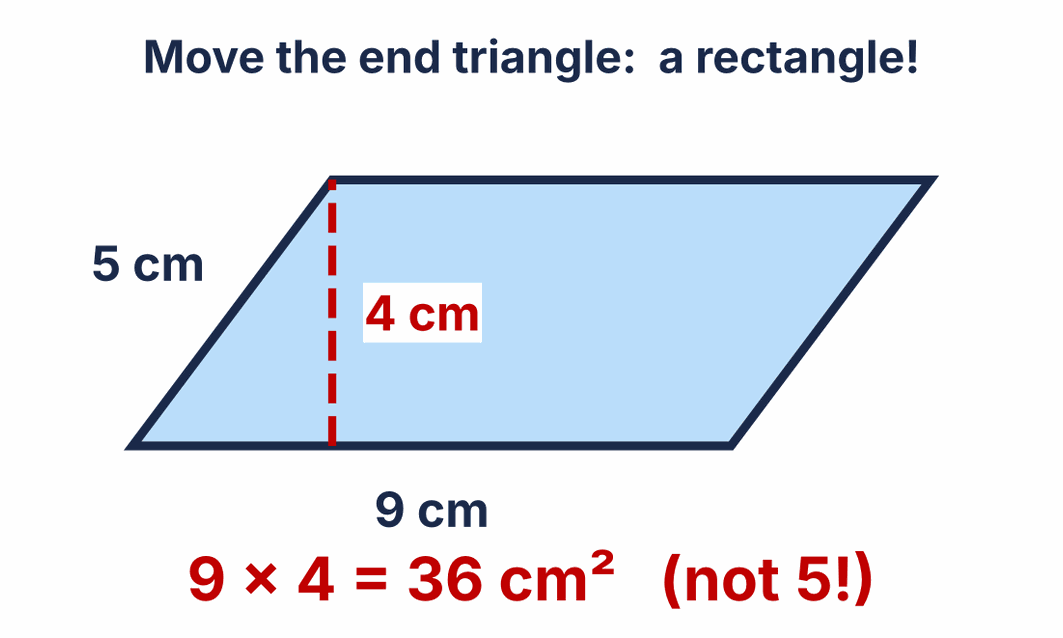 Move the end triangle: a rectangle!
5 cm
4 cm
9 cm
9 × 4 = 36 cm² (not 5!)